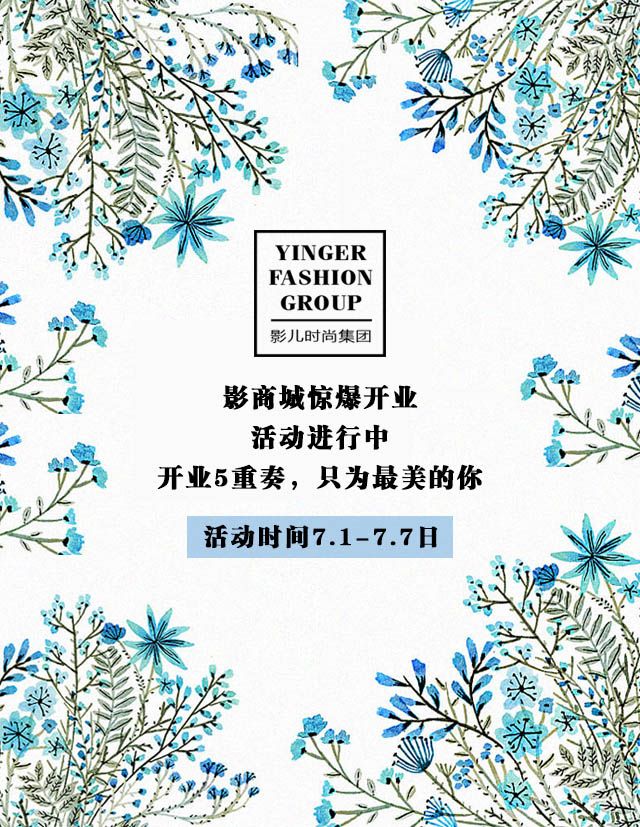 YINGER
FASHION
GROUP
影儿时尚集团
影商城惊爆开业
活动进行中
开业5重奏，只为最美的你
活动时间7.1-7.7日